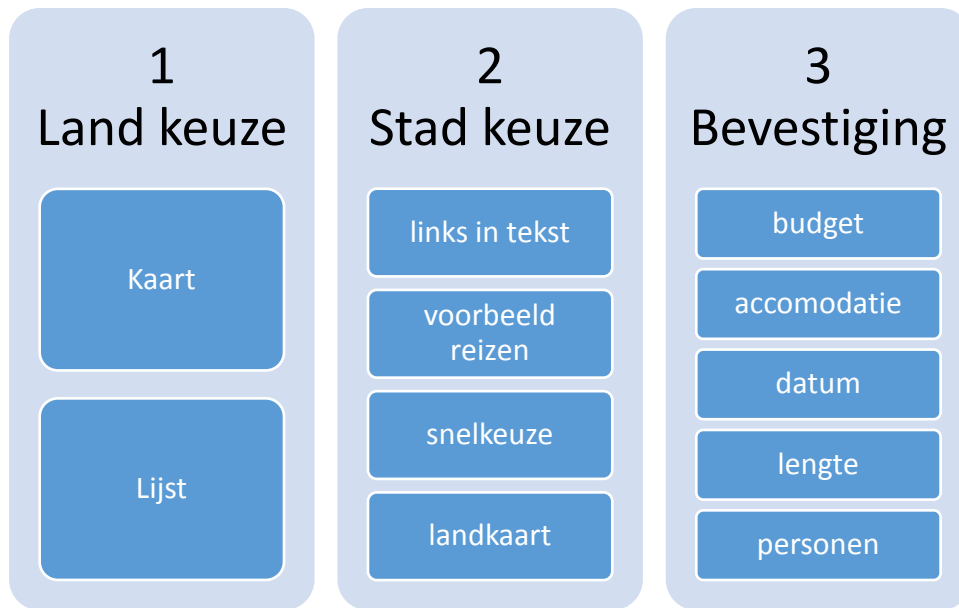 1
Land keuze
Kaart
Lijst
2
Stad keuze
links in tekst
voorbeeld
reizen
snelkeuze
landkaart
3
Bevestiging
budget
accomodatie
datum
lengte
personen